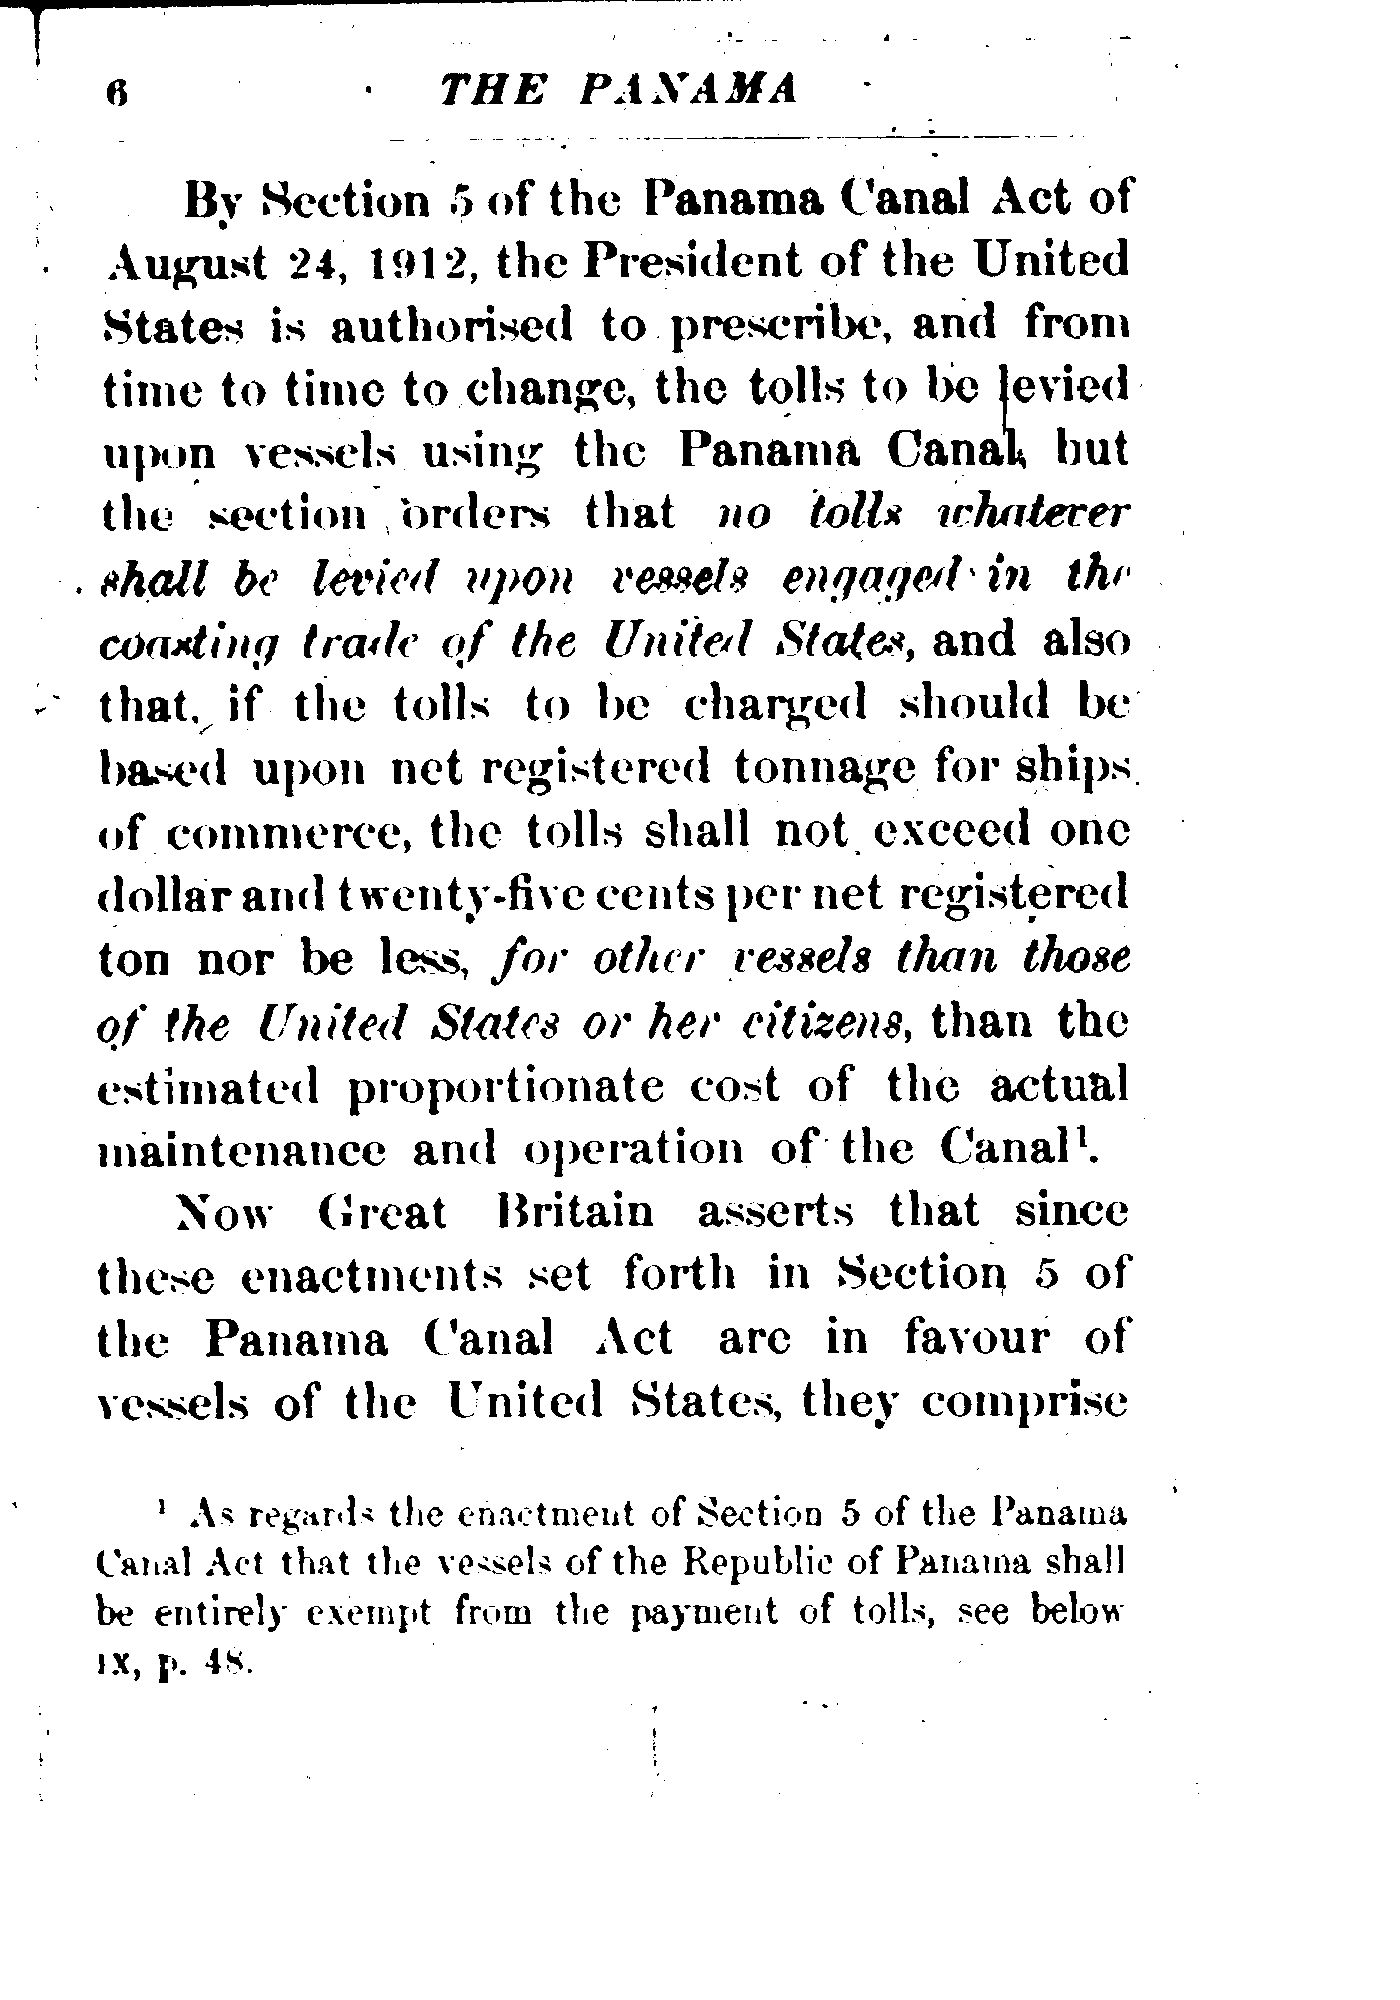 6 THE PANAMA
By Section 5 of the Panama Canal Act of
August 24, 1912, the President of the United
States is authorised to prescribe, and from
time to time to change, the tolls to be levied
upon vessels using the Panama Canal, but
the section orders that no tolls whatever
shall be levied upon vessels engaged in the
coasting trade of the United States, and also
that, if the tolls to be charged should be
based upon net registered tonnage for ships
of commerce, the tolls shall not exceed one
dollar and twenty-five cents per net registered
ton nor be less, for other vessels than those
of the United States or her citizens, than the
estimated proportionate cost of the actual
maintenance and operation of the Canal¹.
Now Great Britain asserts that since
these enactments set forth in Section 5 of
the Panama Canal Act are in favour of
vessels of the United States, they comprise
¹ As regards the enactment of Section 5 of the Panama
Canal Act that the vessels of the Republic of Panama shall
be entirely exempt from the payment of tolls, see below
IX, p. 48.